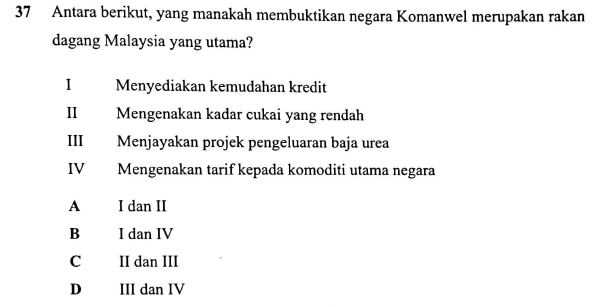 37 Antara berikut, yang manakah membuktikan negara Komanwel merupakan rakan
dagang Malaysia yang utama?
I Menyediakan kemudahan kredit
II Mengenakan kadar cukai yang rendah
III Menjayakan projek pengeluaran baja urea
IV Mengenakan tarif kepada komoditi utama negara
A I dan II
B I dan IV
C II dan III
D III dan IV